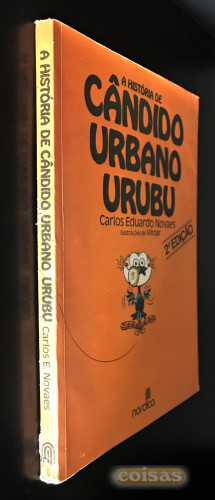 A HISTÓRIA DE CÂNDIDO URBANO URUBU
Carlos E. Novaes
A HISTÓRIA DE
CÂNDIDO
URBANO
URUBU
Carlos Eduardo Novaes
Ilustrações de Vilmar
2ª EDIÇÃO
nordica
coisas